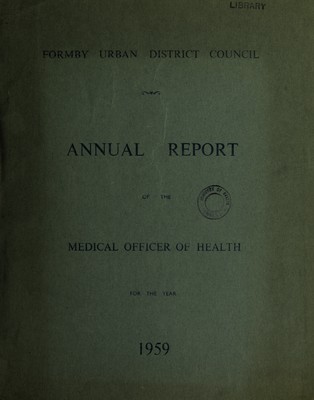 LIBRARY
FORMBY URBAN DISTRICT COUNCIL
ANNUAL REPORT
OF THE
MEDICAL OFFICER OF HEALTH
FOR THE YEAR
1959